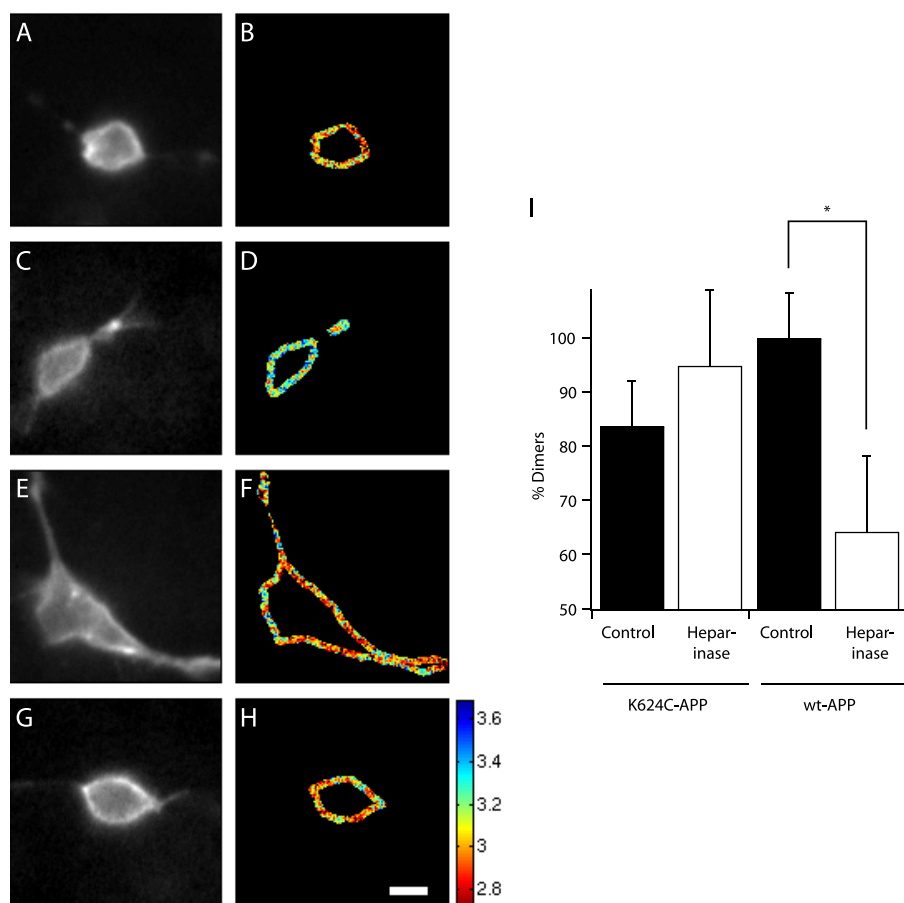 A
B
C
D
E
F
G
H
3.6
3.4
3.2
3
2.8
I
*
% Dimers
100
90
80
70
60
50
Control
Hepar-
inase
Control
Hepar-
inase
K624C-APP
wt-APP